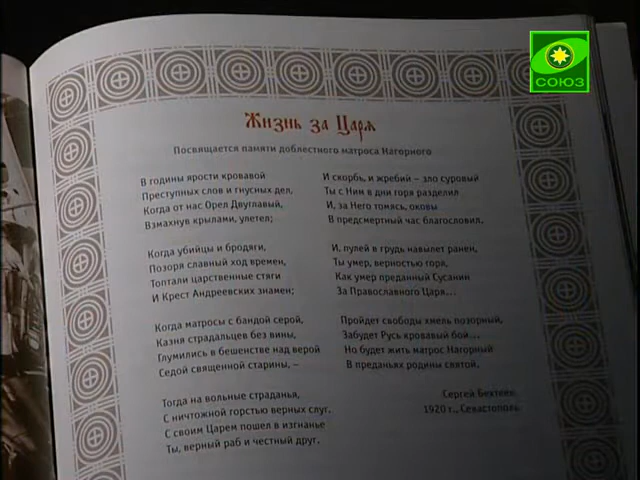 СОЮЗ
Жизнь за Царя
Посвящается памяти доблестного матроса Нагорного
В годины ярости кровавой
Преступных слов и гнусных дел,
Когда от нас Орел Двуглавый,
Взмахнув крылами, улетел;
Когда убийцы и бродяги,
Позоря славный ход времен,
Топтали царственные стяги
И Крест Андреевских знамен;
Когда матросы с бандой серой,
Казня страдальцев без вины,
Глумились в бешенстве над верой
Седой священной старины, –
Тогда на вольные страданья,
С ничтожной горстью верных слуг,
С своим Царем пошел в изгнанье
Ты, верный раб и честный друг.
И скорбь, и жребий – зло суровый
Ты с Ним в дни горя разделил
И, за Него томясь, оковы
В предсмертный час благословил.
И, пулей в грудь навылет ранен,
Ты умер, верностью горя,
Как умер преданный Сусанин
За Православного Царя...
Пройдет свободы хмель позорный,
Забудет Русь кровавый бой...
Но будет жить матрос Нагорный
В преданьях родины святой.
Сергей Бехтеев.
1920 г., Севастополь.